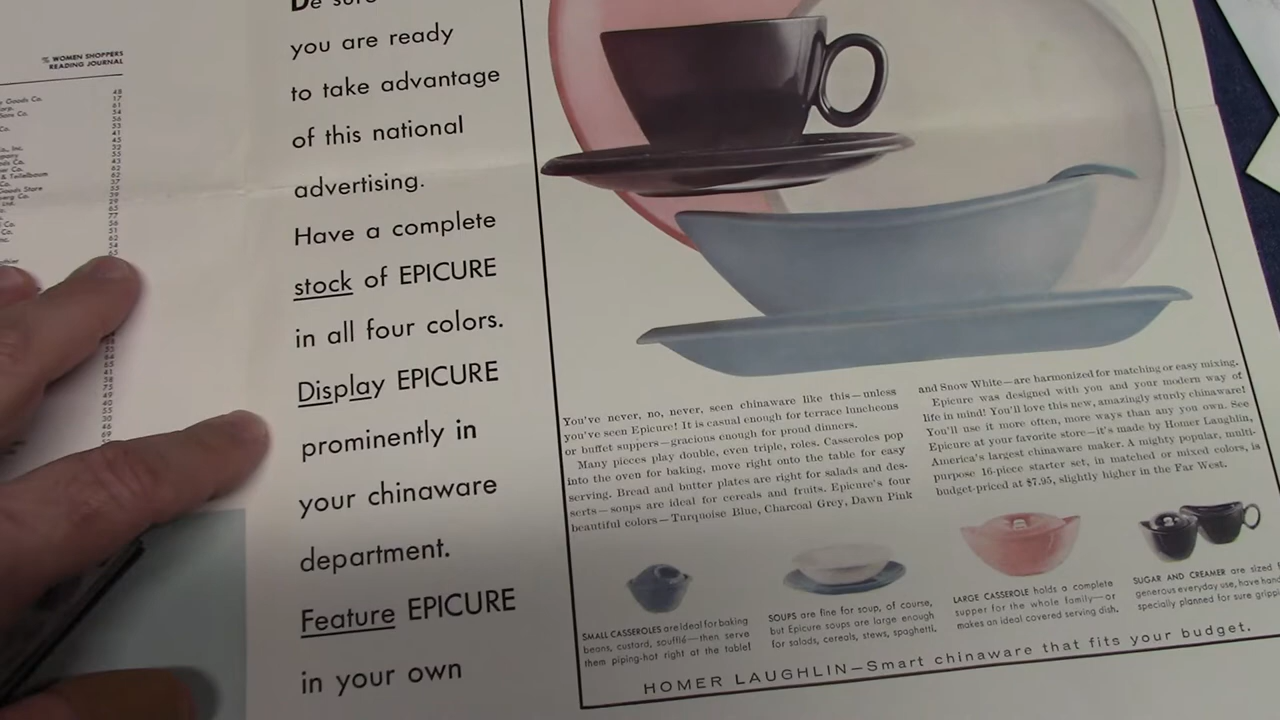 % WOMEN SHOPPERS
READING JOURNAL
Goods Co. 48
17
61
Be sure
you are ready
to take advantage
of this national
advertising.
Have a complete
stock of EPICURE
in all four colors.
Display EPICURE
prominently in
your chinaware
department.
Feature EPICURE
in your own
You've never, no, never, seen chinaware like this—unless
you've seen Epicure! It is casual enough for terrace luncheons
or buffet suppers—gracious enough for proud dinners.
Many pieces play double, even triple, roles. Casseroles pop
into the oven for baking, move right onto the table for easy
serving. Bread and butter plates are right for salads and des-
serts—soups are ideal for cereals and fruits. Epicure's four
beautiful colors—Turquoise Blue, Charcoal Grey, Dawn Pink
and Snow White—are harmonized for matching or easy mixing.
Epicure was designed with you and your modern way of
life in mind! You'll love this new, amazingly sturdy chinaware!
You'll use it more often, more ways than any you own. See
Epicure at your favorite store—it's made by Homer Laughlin,
America's largest chinaware maker. A mighty popular, multi-
purpose 16-piece starter set, in matched or mixed colors, is
budget-priced at $7.95, slightly higher in the Far West.
SMALL CASSEROLES are ideal for baking
beans, custard, soufflé—then serve
them piping-hot right at the table!
SOUPS are fine for soup, of course,
but Epicure soups are large enough
for salads, cereals, stews, spaghetti.
LARGE CASSEROLE holds a complete
supper for the whole family—or
makes an ideal covered serving dish.
SUGAR AND CREAMER are sized
generous everyday use, have hand
specially planned for sure grippi
HOMER LAUGHLIN—Smart chinaware that fits your budget.